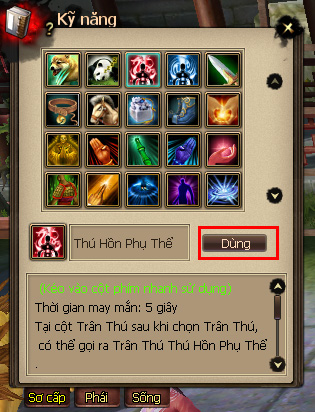 Kỹ năng
Thú Hồn Phụ Thể
Dùng
(Kéo vào cột phím nhanh sử dụng)
Thời gian may mắn: 5 giây
Tại cột Trân Thú sau khi chọn Trân Thú,
có thể gọi ra Trân Thú Thú Hồn Phụ Thể
.
Sơ cấp
Phái
Sống